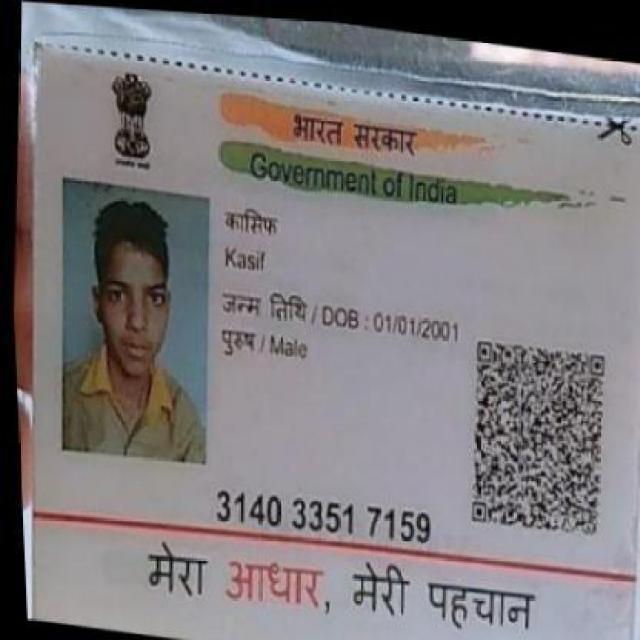 भारत सरकार
Government of India
कासिफ
Kasif
जन्म तिथि / DOB : 01/01/2001
पुरुष / Male
3140 3351 7159
मेरा आधार, मेरी पहचान